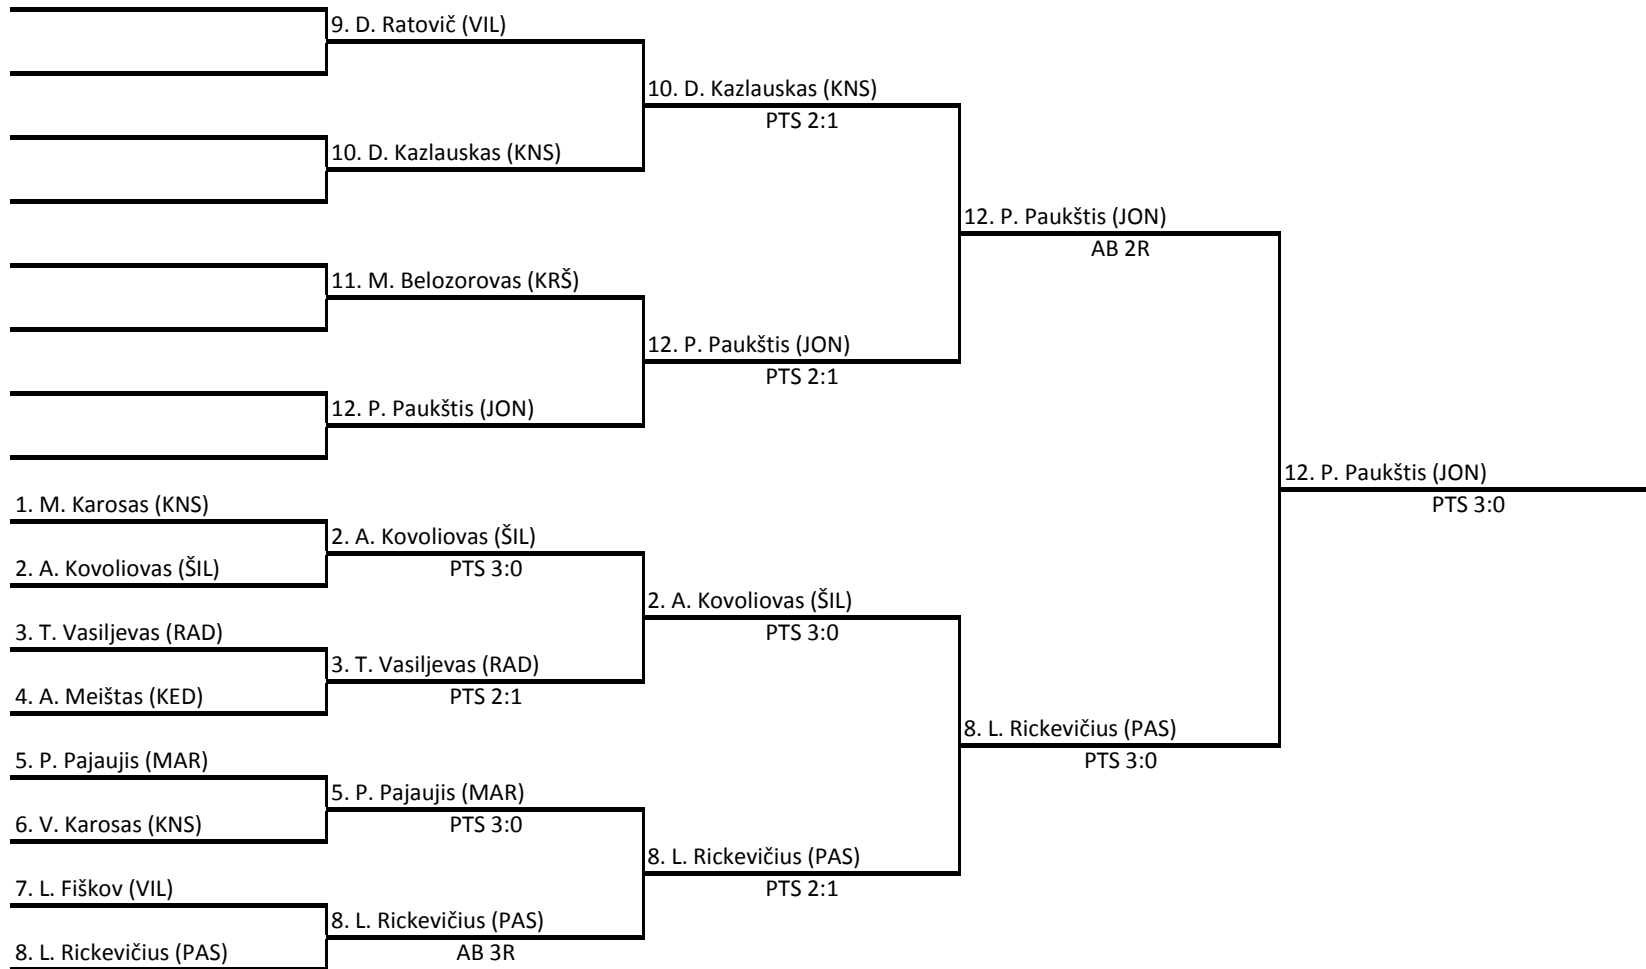 9. D. Ratovič (VIL)
10. D. Kazlauskas (KNS)
PTS 2:1
10. D. Kazlauskas (KNS)
12. P. Paukštis (JON)
AB 2R
11. M. Belozorovas (KRŠ)
12. P. Paukštis (JON)
PTS 2:1
12. P. Paukštis (JON)
12. P. Paukštis (JON)
PTS 3:0
1. M. Karosas (KNS)
2. A. Kovoliovas (ŠIL)
PTS 3:0
2. A. Kovoliovas (ŠIL)
2. A. Kovoliovas (ŠIL)
PTS 3:0
3. T. Vasiljevas (RAD)
3. T. Vasiljevas (RAD)
PTS 2:1
4. A. Meištas (KED)
8. L. Rickevičius (PAS)
PTS 3:0
5. P. Pajaujis (MAR)
5. P. Pajaujis (MAR)
PTS 3:0
6. V. Karosas (KNS)
8. L. Rickevičius (PAS)
PTS 2:1
7. L. Fiškov (VIL)
8. L. Rickevičius (PAS)
AB 3R
8. L. Rickevičius (PAS)